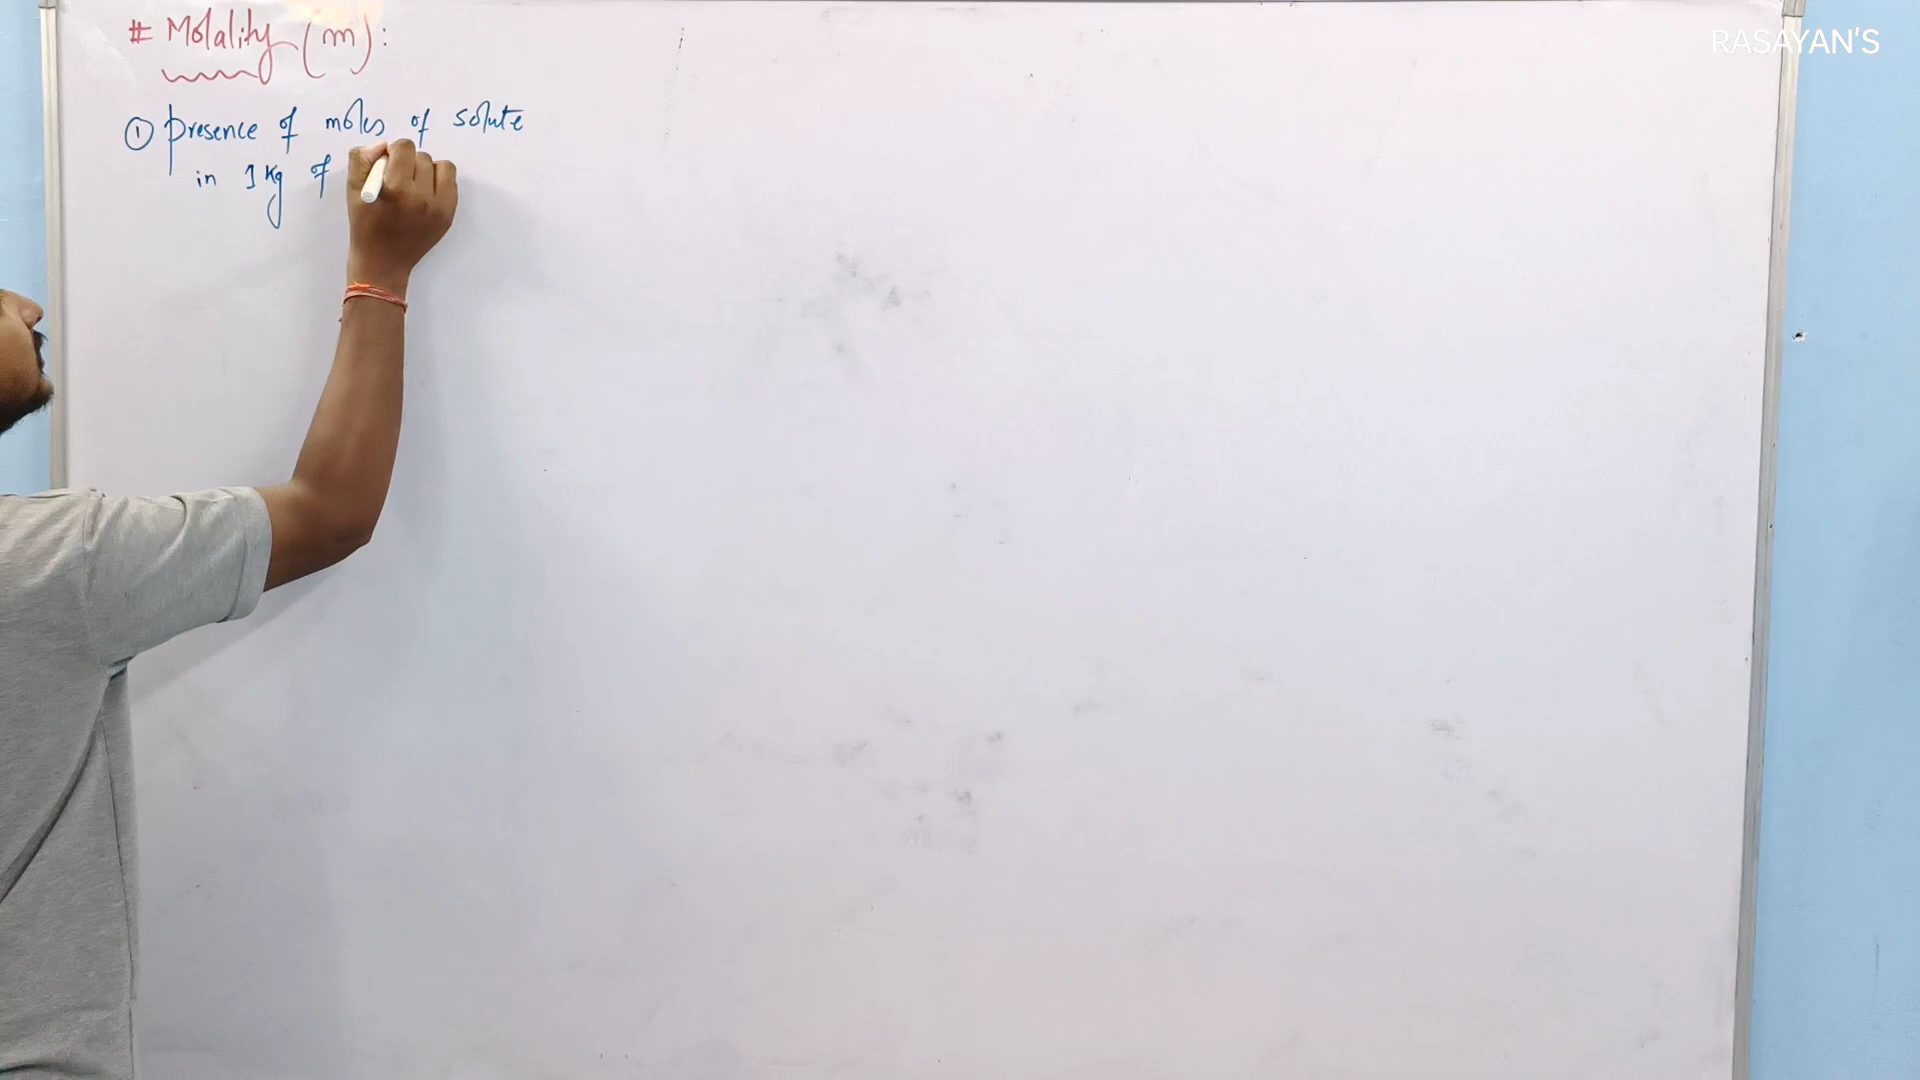 # Molality (m):
RASAYAN'S
① presence of moles of solute
in 1 Kg of